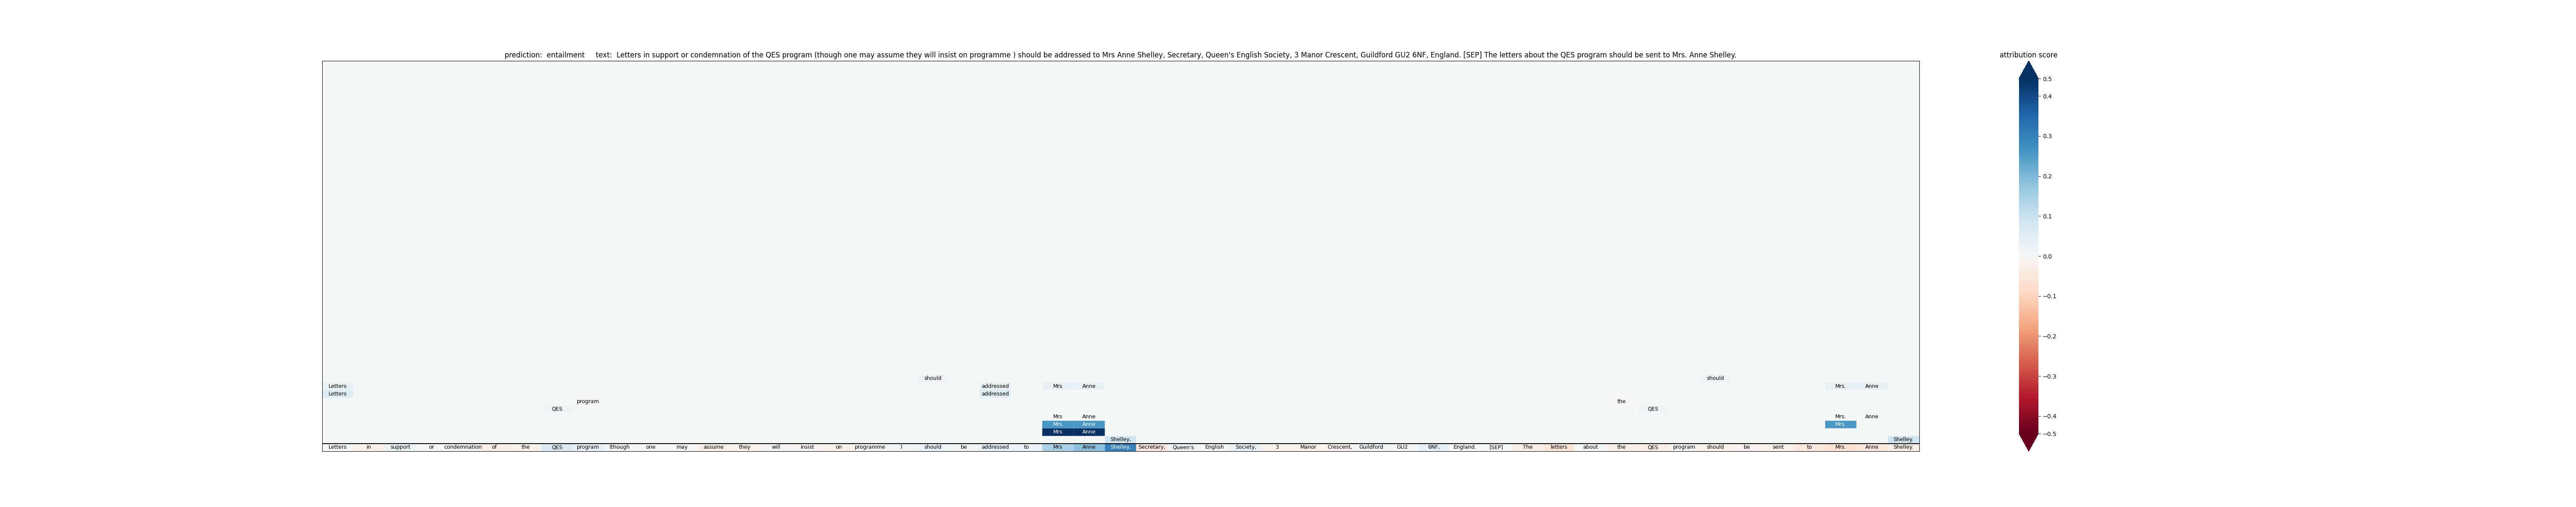 prediction: entailment text: Letters in support or condemnation of the QES program (though one may assume they will insist on programme ) should be addressed to Mrs Anne Shelley, Secretary, Queen's English Society, 3 Manor Crescent, Guildford GU2 6NF, England. [SEP] The letters about the QES program should be sent to Mrs. Anne Shelley.
attribution score
0.5
0.4
0.3
0.2
0.1
0.0
−0.1
−0.2
−0.3
−0.4
−0.5
should should
Letters addressed Mrs Anne Mrs. Anne
Letters addressed
program the
QES QES
Mrs Anne Mrs. Anne
Mrs Anne Mrs.
Mrs Anne
Shelley, Shelley.
Letters in support or condemnation of the QES program (though one may assume they will insist on programme ) should be addressed to Mrs Anne Shelley, Secretary, Queen's English Society, 3 Manor Crescent, Guildford GU2 6NF, England. [SEP] The letters about the QES program should be sent to Mrs. Anne Shelley.